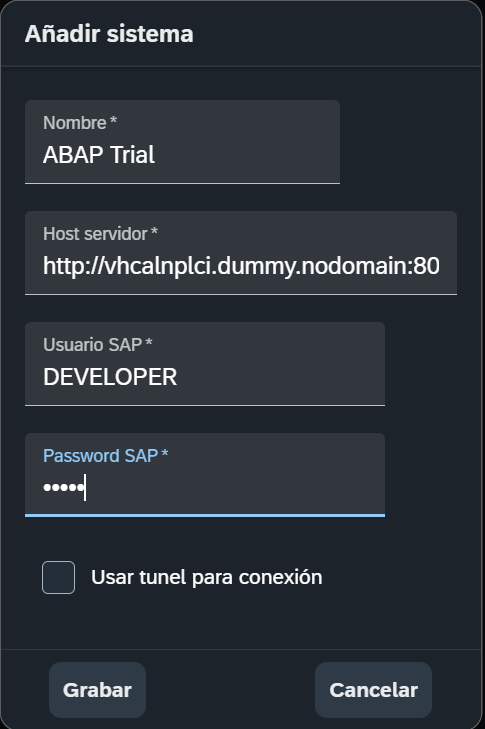 Añadir sistema
Nombre *
ABAP Trial
Host servidor *
http://vhcalnplci.dummy.nodomain:80
Usuario SAP *
DEVELOPER
Password SAP *
•••••
Usar tunel para conexión
Grabar
Cancelar